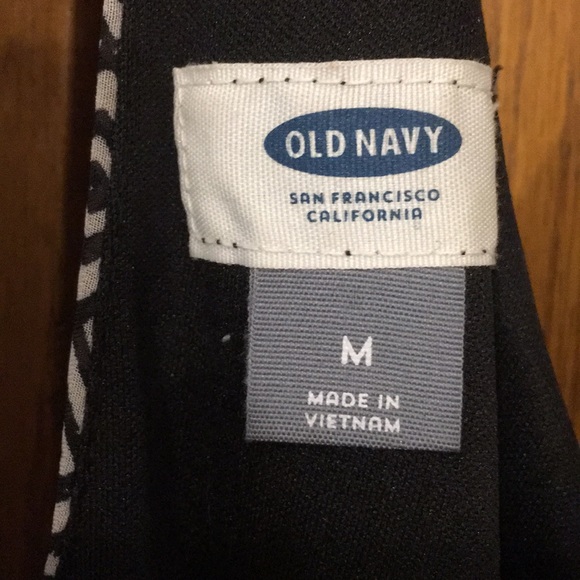 OLD NAVY
SAN FRANCISCO
CALIFORNIA
M
MADE IN
VIETNAM